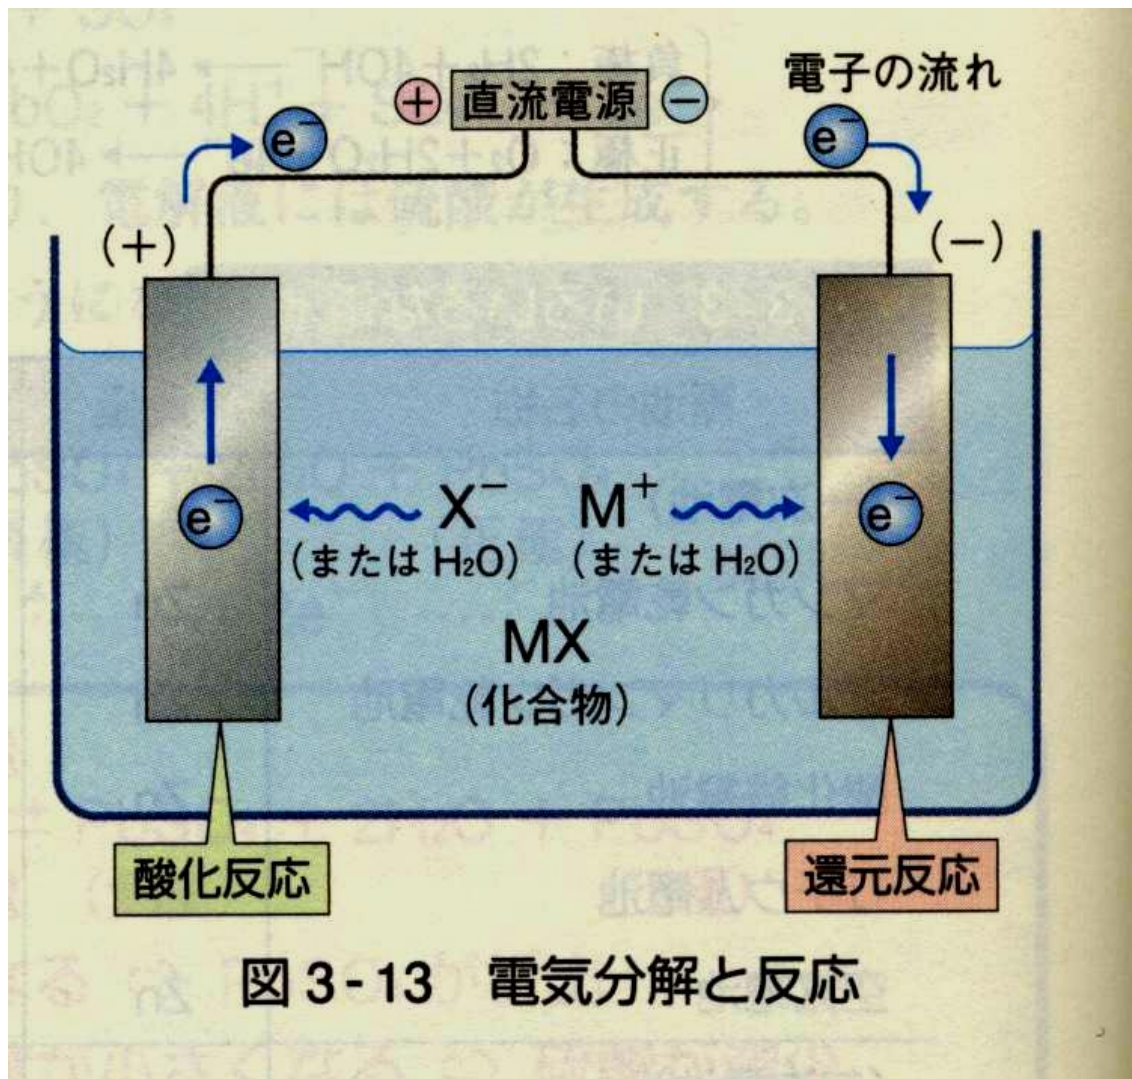 電子の流れ
⊕ 直流電源 ⊖
e⁻
e⁻
(+)
(−)
e⁻
X⁻
(または H₂O)
M⁺
(または H₂O)
e⁻
MX
(化合物)
酸化反応
還元反応
図 3-13 電気分解と反応